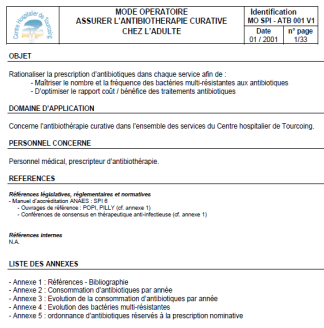 Centre Hospitalier de Tourcoing
MODE OPERATOIRE
ASSURER L'ANTIBIOTHERAPIE CURATIVE
CHEZ L'ADULTE
Identification
MO SPI - ATB 001 V1
Date
01 / 2001
n° page
1/33
OBJET
Rationaliser la prescription d'antibiotiques dans chaque service afin de :
- Maîtriser le nombre et la fréquence des bactéries multi-résistantes aux antibiotiques
- D'optimiser le rapport coût / bénéfice des traitements antibiotiques
DOMAINE D'APPLICATION
Concerne l'antibiothérapie curative dans l'ensemble des services du Centre hospitalier de Tourcoing.
PERSONNEL CONCERNE
Personnel médical, prescripteur d'antibiothérapie.
REFERENCES
Références législatives, réglementaires et normatives
- Manuel d'accréditation ANAES : SPI 6
- Ouvrages de référence : POPI, PILLY (cf. annexe 1)
- Conférences de consensus en thérapeutique anti-infectieuse (cf. annexe 1)
Références internes
N.A.
LISTE DES ANNEXES
- Annexe 1 : Références - Bibliographie
- Annexe 2 : Consommation d'antibiotiques par année
- Annexe 3 : Evolution de la consommation d'antibiotiques par année
- Annexe 4 : Evolution des bactéries multi-résistantes
- Annexe 5 : ordonnance d'antibiotiques réservés à la prescription nominative